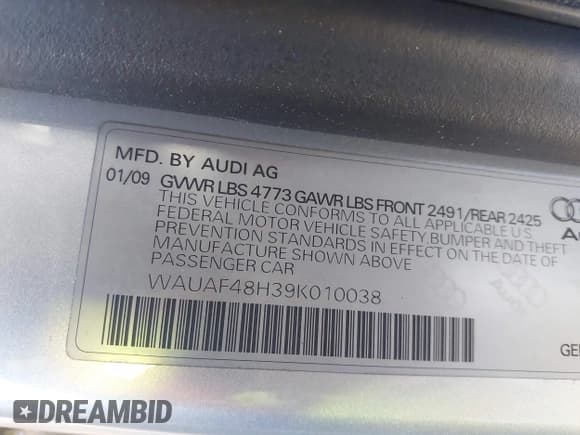 MFD. BY AUDI AG
01/09 GVWR LBS 4773 GAWR LBS FRONT 2491/REAR 2425
THIS VEHICLE CONFORMS TO ALL APPLICABLE U.S.
FEDERAL MOTOR VEHICLE SAFETY, BUMPER AND THEFT
PREVENTION STANDARDS IN EFFECT ON THE DATE OF
MANUFACTURE SHOWN ABOVE
PASSENGER CAR
WAUAF48H39K010038
DREAMBID